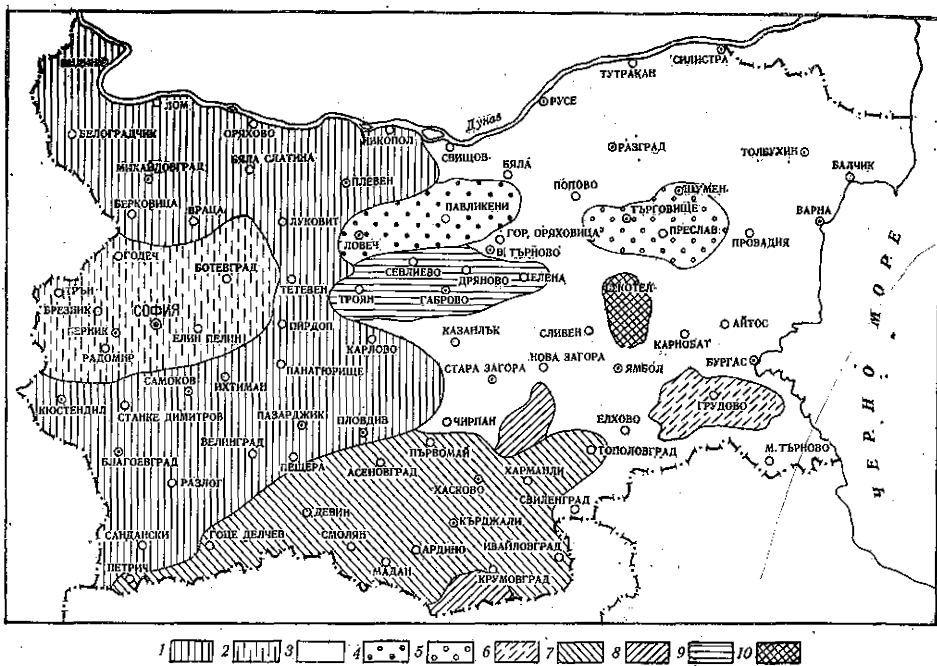 СИЛИСТРА
ТУТРАКАН
РУСЕ
ЛОМ
Дунав
ОРЯХОВО
БЕЛОГРАДЧИК
НИКОПОЛ
СВИЩОВ
РАЗГРАД
ТОЛБУХИН
МИХАЙЛОВГРАД
БЯЛА СЛАТИНА
БЯЛА
БАЛЧИК
ПЛЕВЕН
ПОПОВО
ШУМЕН
БЕРКОВИЦА
ВРАЦА
ЛУКОВИТ
ПАВЛИКЕНИ
ТЪРГОВИЩЕ
ВАРНА
ПРЕСЛАВ
ПРОВАДИЯ
ЛОВЕЧ
ГОР. ОРЯХОВИЦА
В. ТЪРНОВО
ГОДЕЧ
БОТЕВГРАД
СЕВЛИЕВО
ДРЯНОВО
ЕЛЕНА
ТЕТЕВЕН
ТРЪН
ТРОЯН
ГАБРОВО
КОТЕЛ
БРЕЗНИК
СОФИЯ
ПЕРНИК
ЕЛИН ПЕЛИН
ПИРДОП
КАЗАНЛЪК
СЛИВЕН
АЙТОС
КАРНОБАТ
РАДОМИР
КАРЛОВО
ПАНАГЮРИЩЕ
НОВА ЗАГОРА
БУРГАС
СТАРА ЗАГОРА
ЯМБОЛ
САМОКОВ
ИХТИМАН
КЮСТЕНДИЛ
СТАНКЕ ДИМИТРОВ
ПАЗАРДЖИК
ПЛОВДИВ
ЧИРПАН
ЕЛХОВО
ГРУДОВО
ВЕЛИНГРАД
ПЪРВОМАЙ
ТОПОЛОВГРАД
М. ТЪРНОВО
БЛАГОЕВГРАД
ПЕЩЕРА
АСЕНОВГРАД
ХАРМАНЛИ
РАЗЛОГ
ХАСКОВО
СВИЛЕНГРАД
ДЕВИН
КЪРДЖАЛИ
САНДАНСКИ
ГОЦЕ ДЕЛЧЕВ
СМОЛЯН
АРДИНО
ИВАЙЛОВГРАД
ПЕТРИЧ
МАДАН
КРУМОВГРАД
ЧЕРНО МОРЕ
1 2 3 4 5 6 7 8 9 10